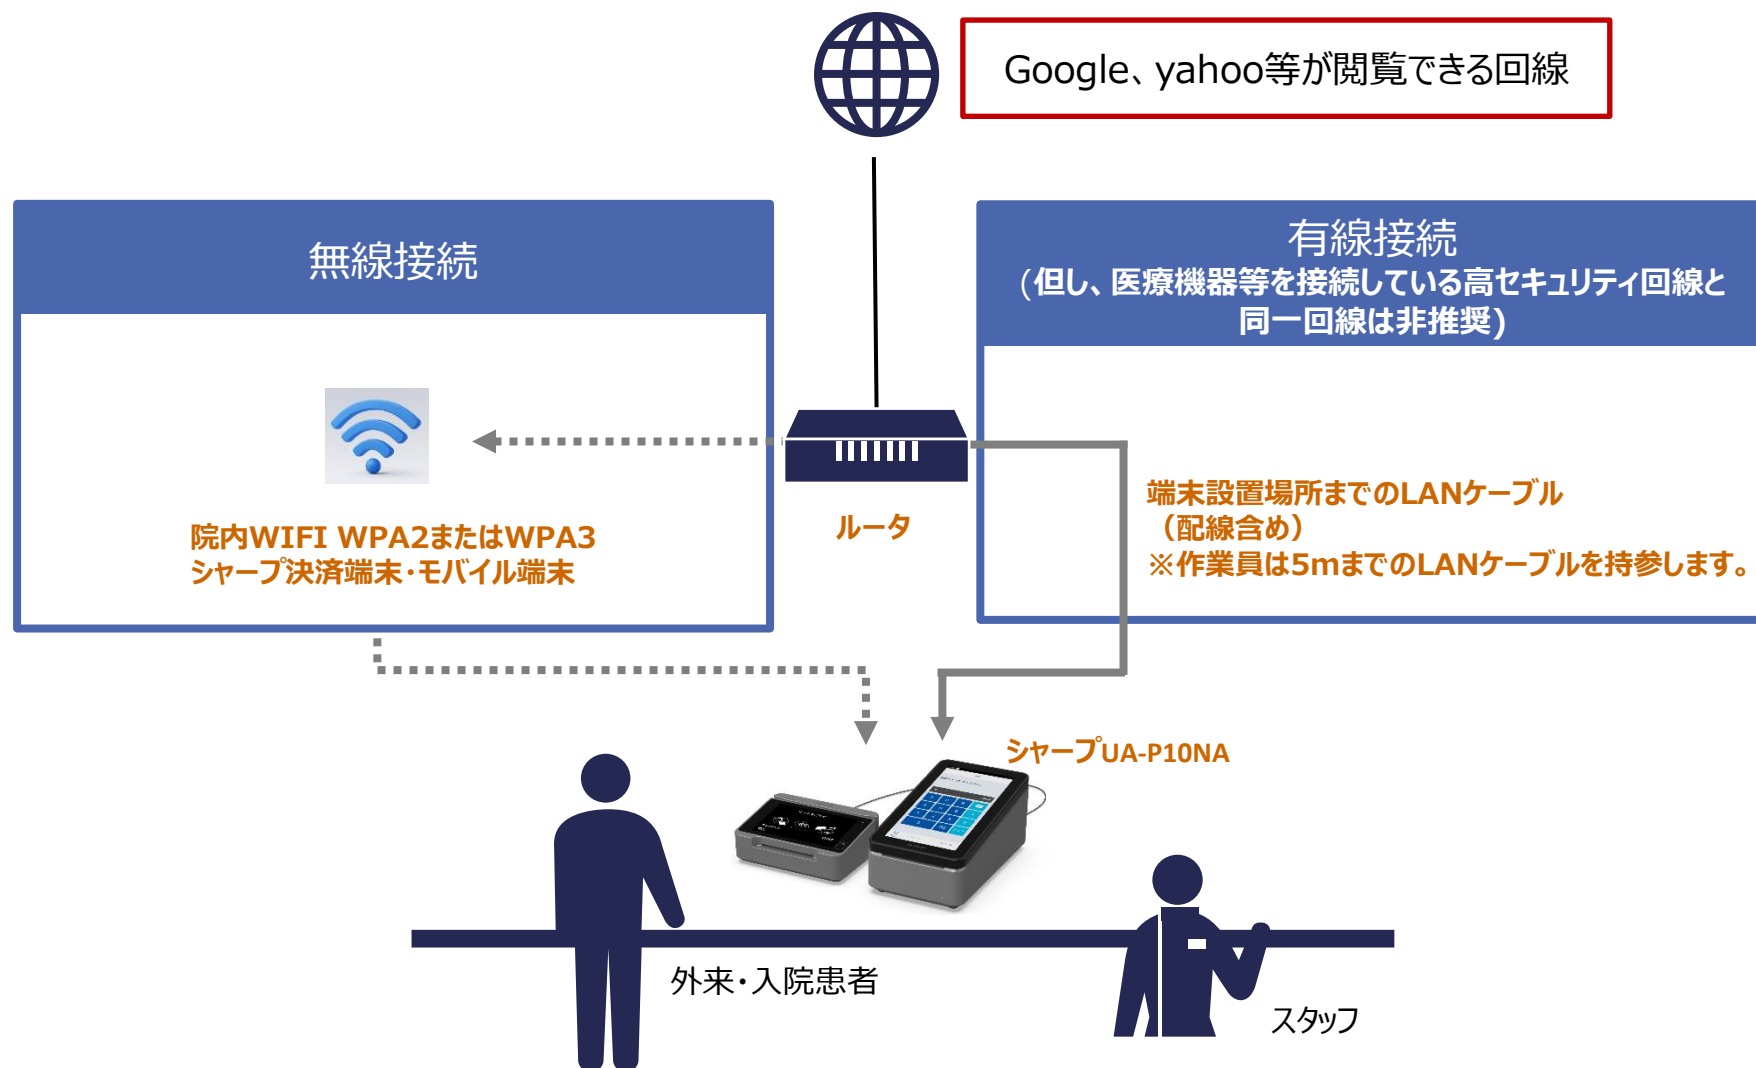 Google、yahoo等が閲覧できる回線
無線接続
有線接続
(但し、医療機器等を接続している高セキュリティ回線と
同一回線は非推奨)
院内WIFI WPA2またはWPA3
シャープ決済端末・モバイル端末
ルータ
端末設置場所までのLANケーブル
（配線含め）
※作業員は5mまでのLANケーブルを持参します。
シャープUA-P10NA
外来・入院患者
スタッフ